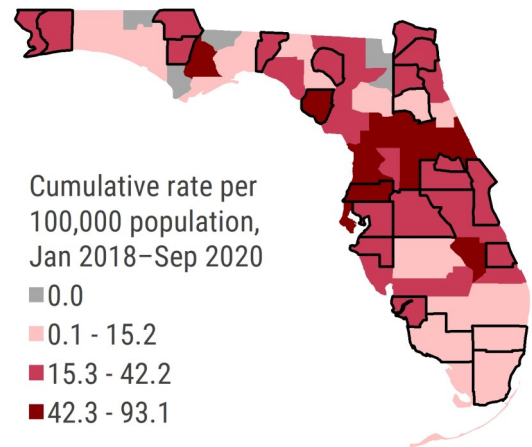 Cumulative rate per
100,000 population,
Jan 2018–Sep 2020
0.0
0.1 - 15.2
15.3 - 42.2
42.3 - 93.1